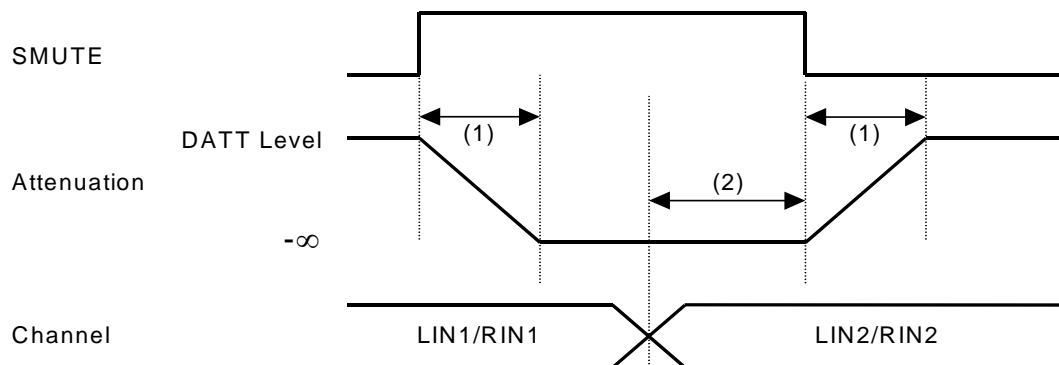 SMUTE
(1)
(1)
DATT Level
Attenuation
(2)
-∞
Channel
LIN1/RIN1
LIN2/RIN2